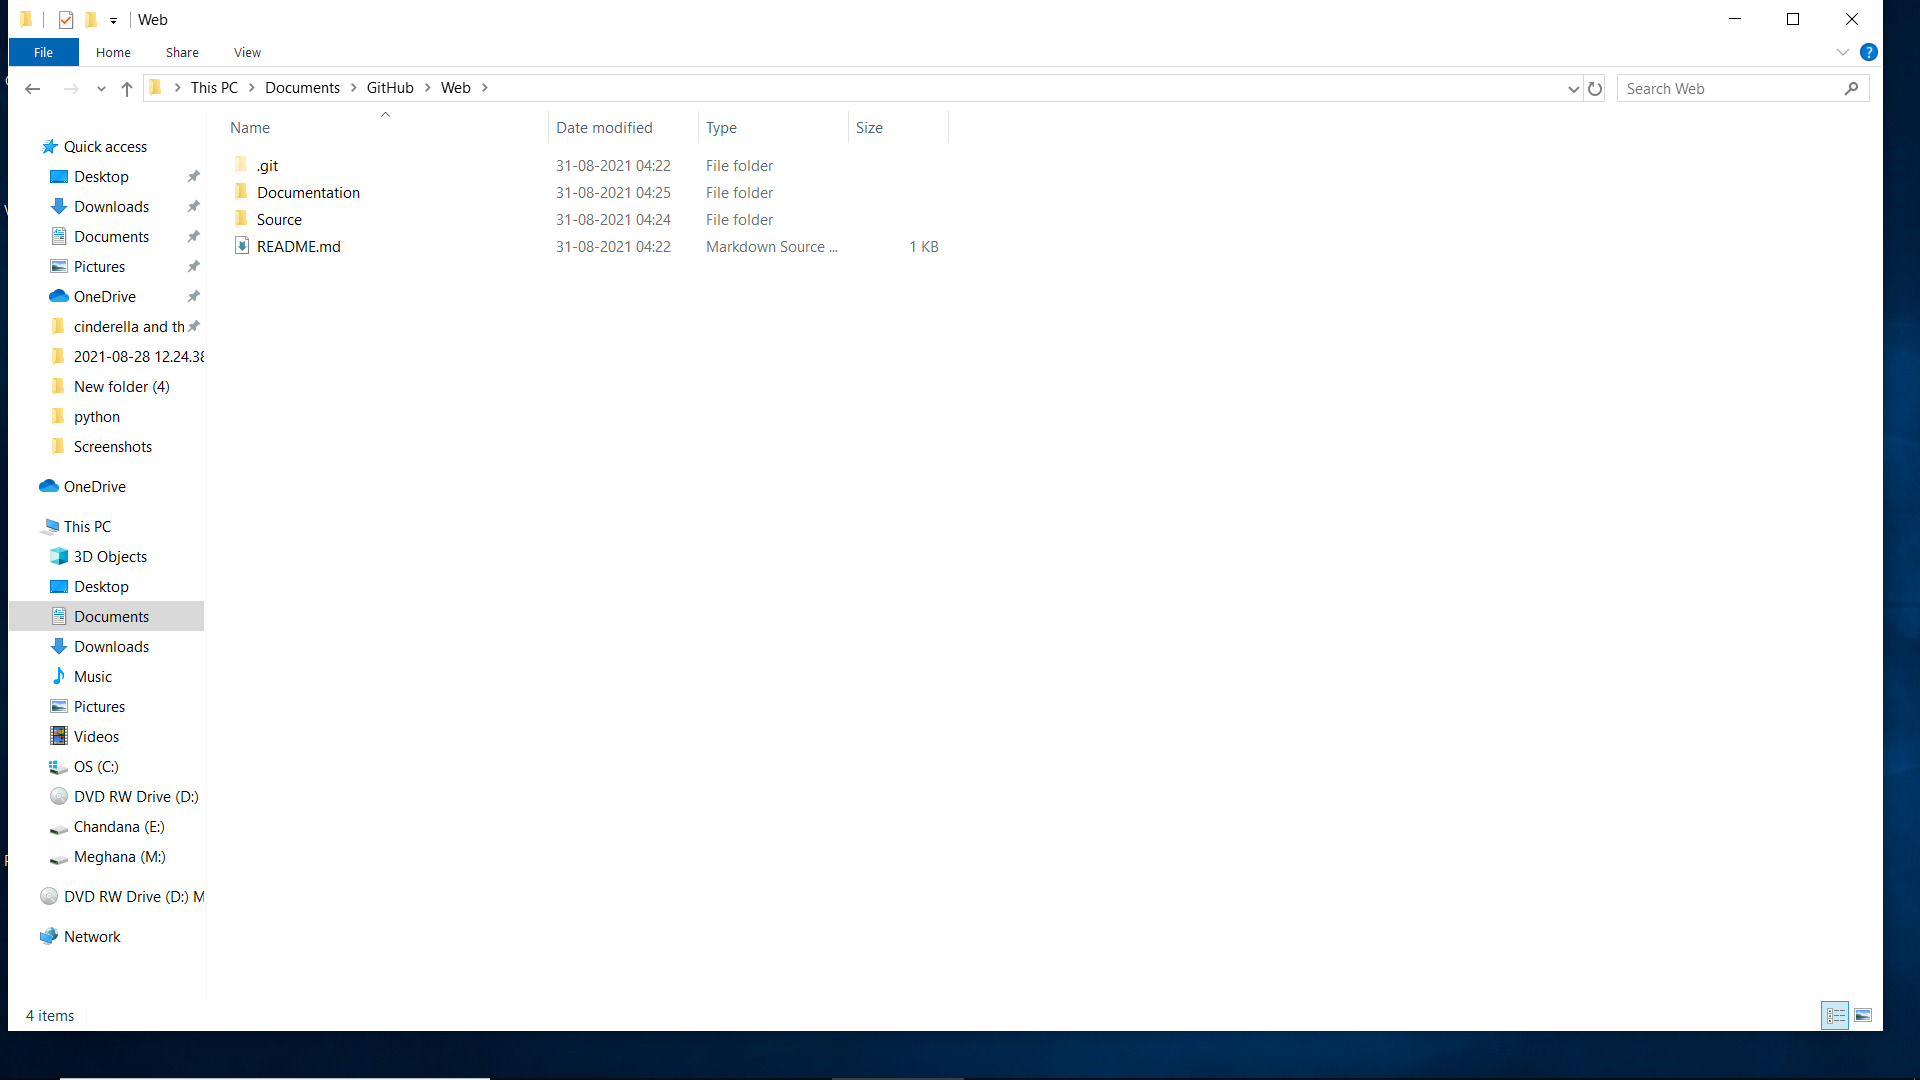 Web
File Home Share View
This PC Documents GitHub Web
Search Web
Name Date modified Type Size
.git 31-08-2021 04:22 File folder
Documentation 31-08-2021 04:25 File folder
Source 31-08-2021 04:24 File folder
README.md 31-08-2021 04:22 Markdown Source ... 1 KB
Quick access
Desktop
Downloads
Documents
Pictures
OneDrive
cinderella and th
2021-08-28 12.24.38
New folder (4)
python
Screenshots
OneDrive
This PC
3D Objects
Desktop
Documents
Downloads
Music
Pictures
Videos
OS (C:)
DVD RW Drive (D:)
Chandana (E:)
Meghana (M:)
DVD RW Drive (D:) M
Network
4 items